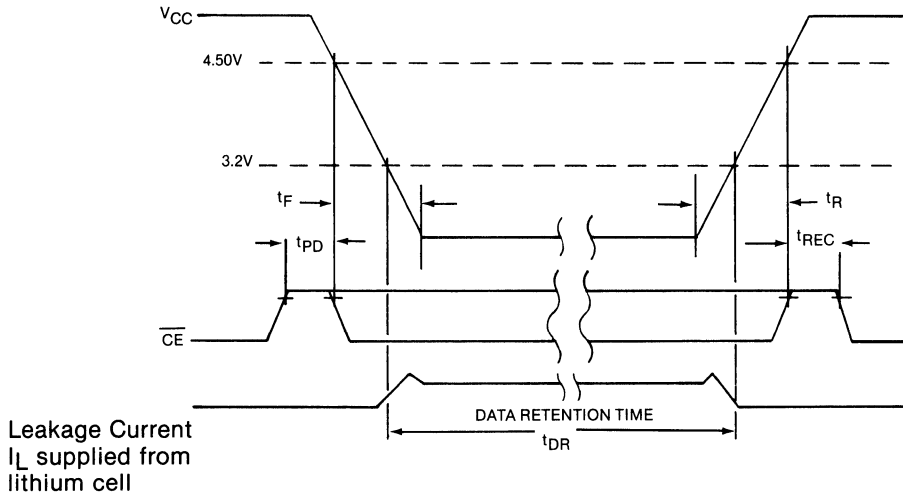 VCC
4.50V
3.2V
tF
tR
tPD
tREC
CE
DATA RETENTION TIME
tDR
Leakage Current
IL supplied from
lithium cell